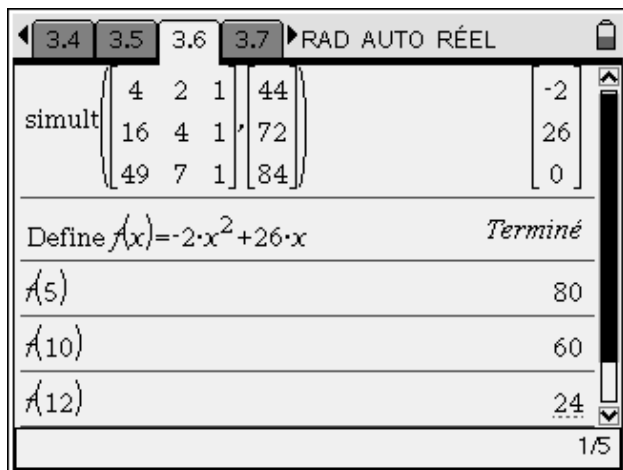 3.4 3.5 3.6 3.7 RAD AUTO RÉEL
simult([4 2 1; 16 4 1; 49 7 1],[44; 72; 84]) [-2; 26; 0]
Define f(x)=-2·x²+26·x Terminé
f(5) 80
f(10) 60
f(12) 24
1/5